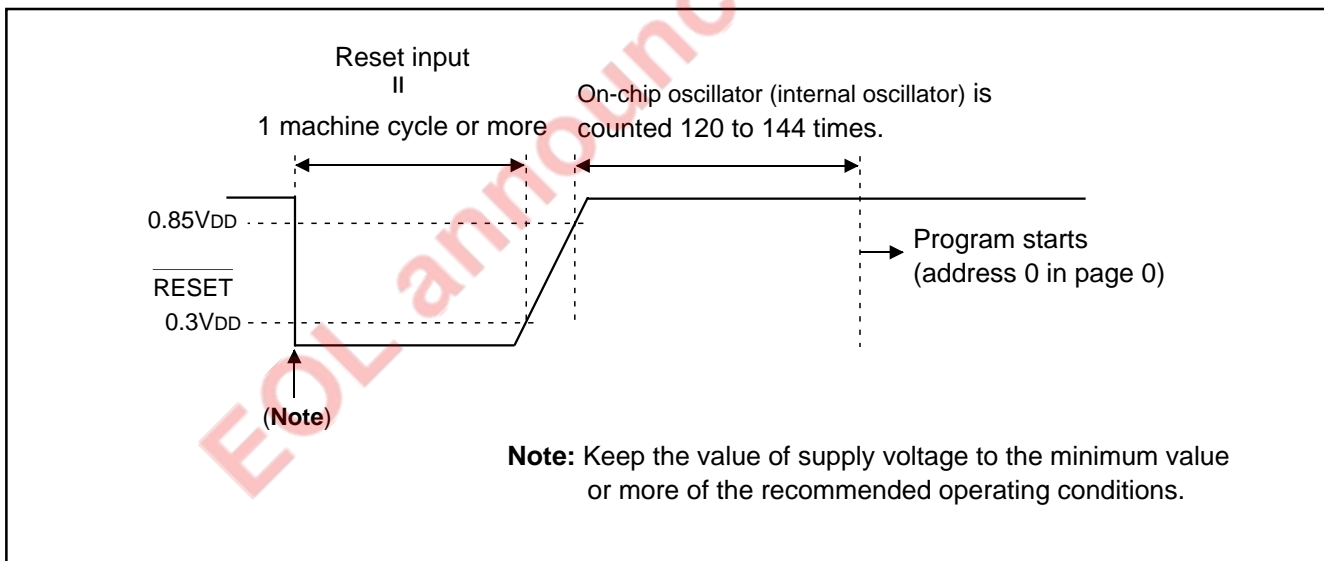 Reset input
=
1 machine cycle or more
On-chip oscillator (internal oscillator) is
counted 120 to 144 times.
0.85VDD
RESET
0.3VDD
Program starts
(address 0 in page 0)
(Note)
Note: Keep the value of supply voltage to the minimum value
or more of the recommended operating conditions.
EOL announc